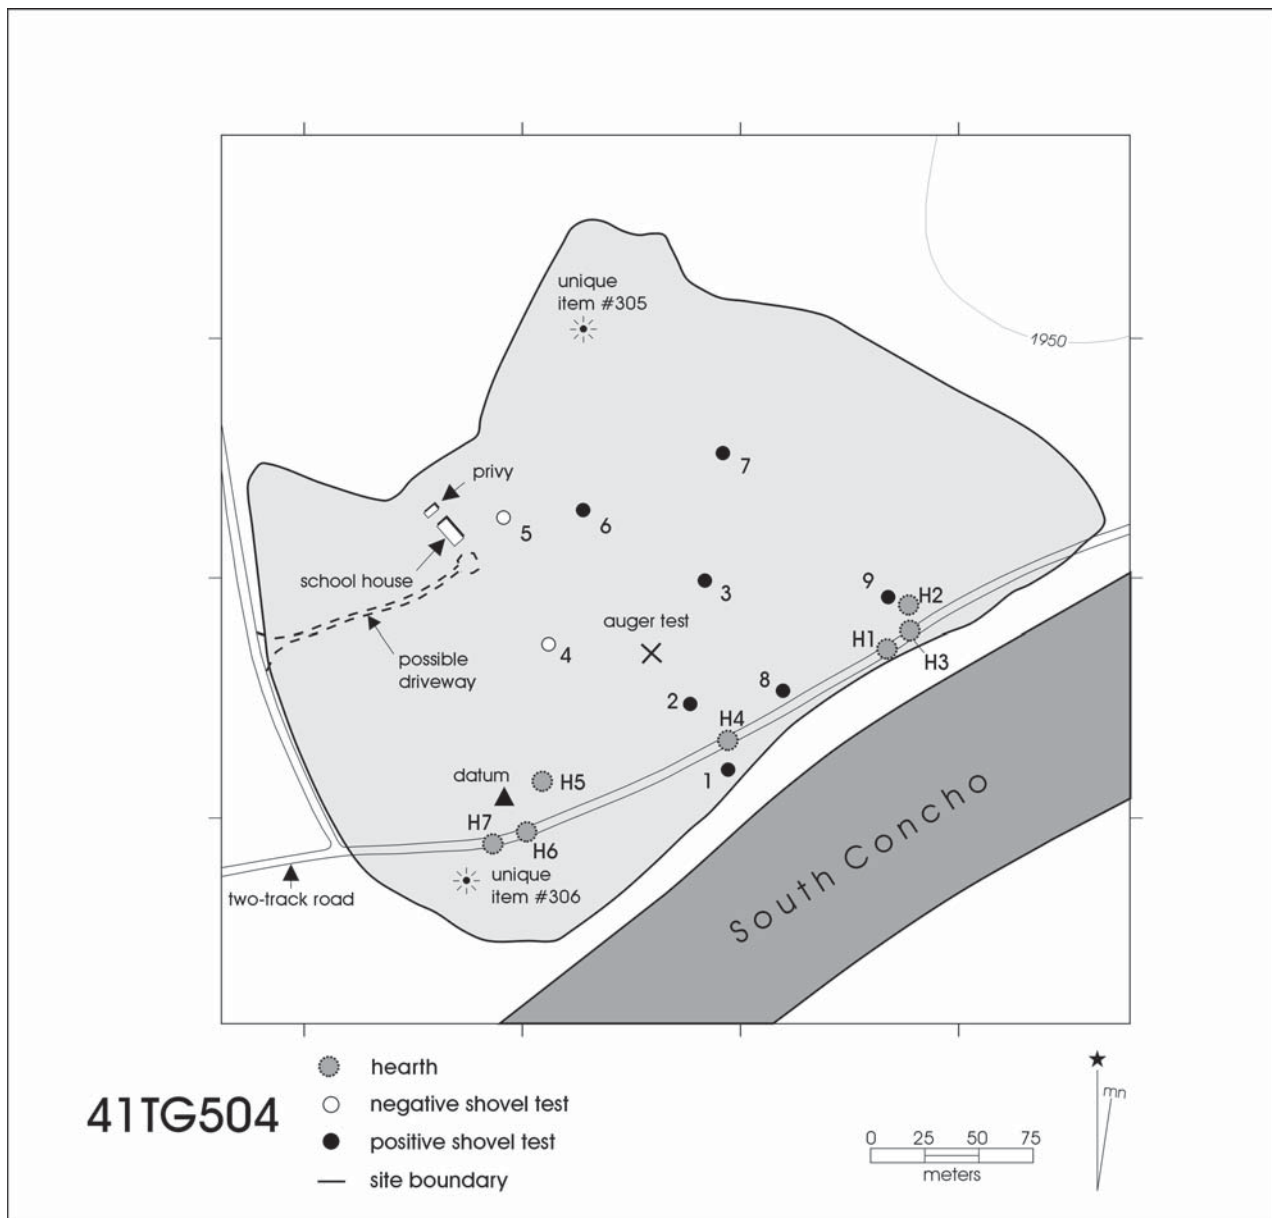 unique
item #305
1950
7
privy
5
6
school house
3
9
H2
auger test
H1
H3
4
possible
driveway
2
8
H4
1
datum
H5
H7
H6
unique
item #306
two-track road
South Concho
41TG504
hearth
negative shovel test
positive shovel test
site boundary
0 25 50 75
meters
mn